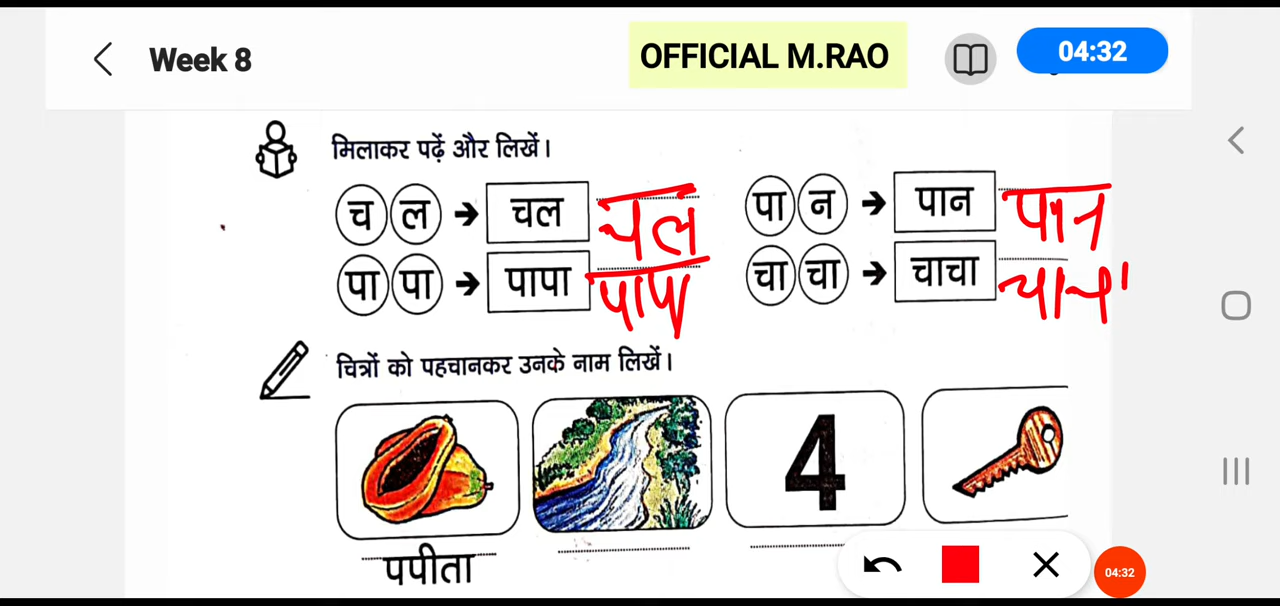 Week 8 OFFICIAL M.RAO 04:32
मिलाकर पढ़ें और लिखें।
च ल → चल चल पा न → पान पान
पा पा → पापा पापा चा चा → चाचा चाचा
चित्रों को पहचानकर उनके नाम लिखें।
4
पपीता
04:32